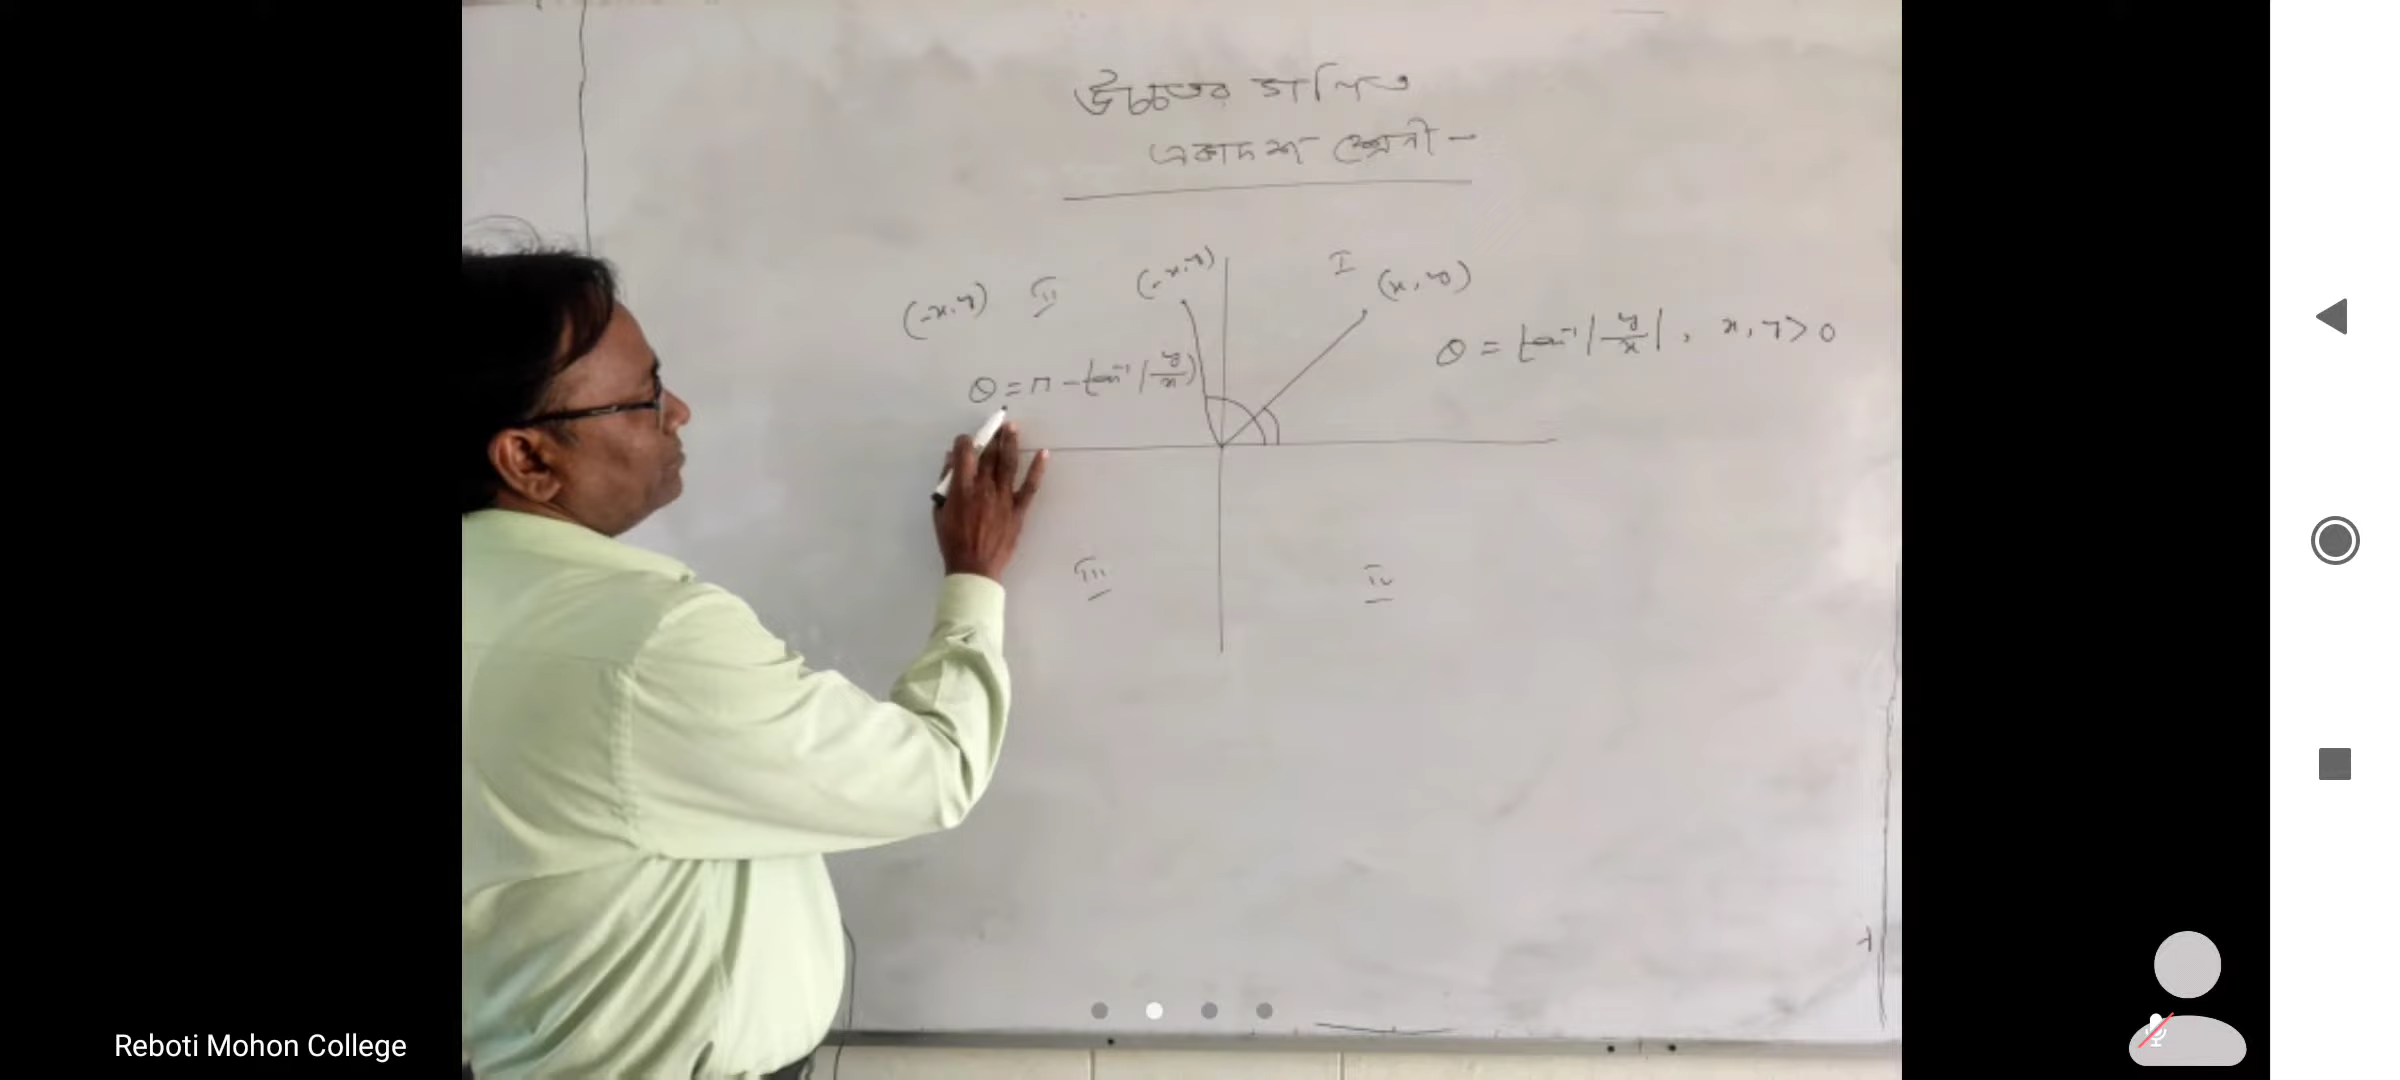 উচ্চতর গণিত
একাদশ শ্রেণী -
(-x, y) II (-x, y) I (x, y)
θ = tan⁻¹|y/x|, x, y > 0
θ = π - tan⁻¹|y/x|
III IV
Reboti Mohon College